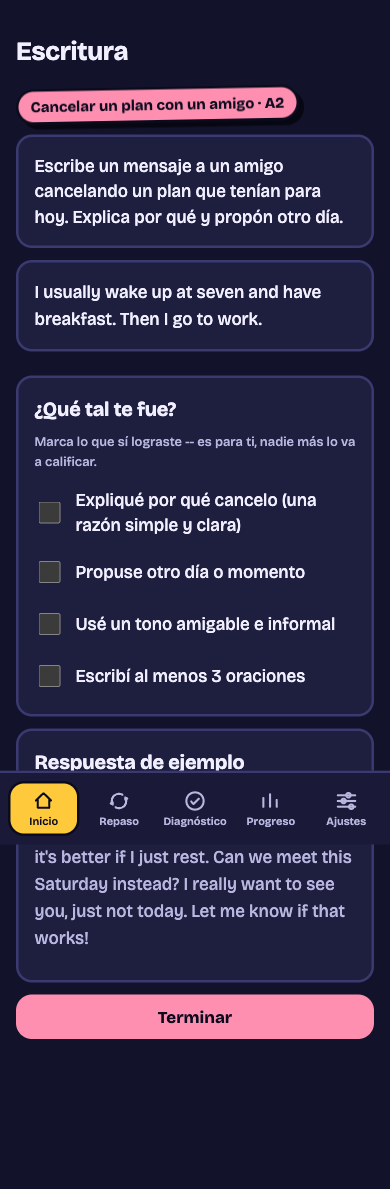 Escritura
Cancelar un plan con un amigo · A2
Escribe un mensaje a un amigo
cancelando un plan que tenían para
hoy. Explica por qué y propón otro día.
I usually wake up at seven and have
breakfast. Then I go to work.
¿Qué tal te fue?
Marca lo que sí lograste -- es para ti, nadie más lo va
a calificar.
Expliqué por qué cancelo (una
razón simple y clara)
Propuse otro día o momento
Usé un tono amigable e informal
Escribí al menos 3 oraciones
Respuesta de ejemplo
Inicio Repaso Diagnóstico Progreso Ajustes
it's better if I just rest. Can we meet this
Saturday instead? I really want to see
you, just not today. Let me know if that
works!
Terminar